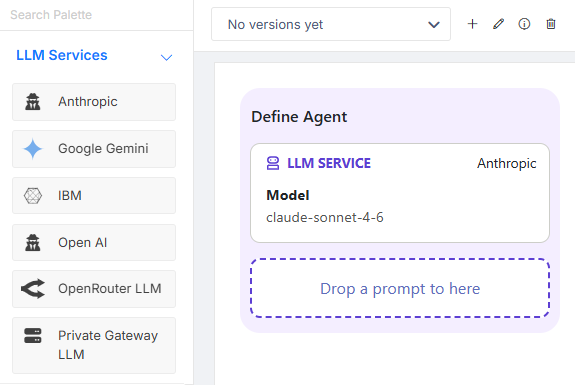 Search Palette
LLM Services
Anthropic
Google Gemini
IBM
Open AI
OpenRouter LLM
Private Gateway
LLM
No versions yet
Define Agent
LLM SERVICE
Anthropic
Model
claude-sonnet-4-6
Drop a prompt to here